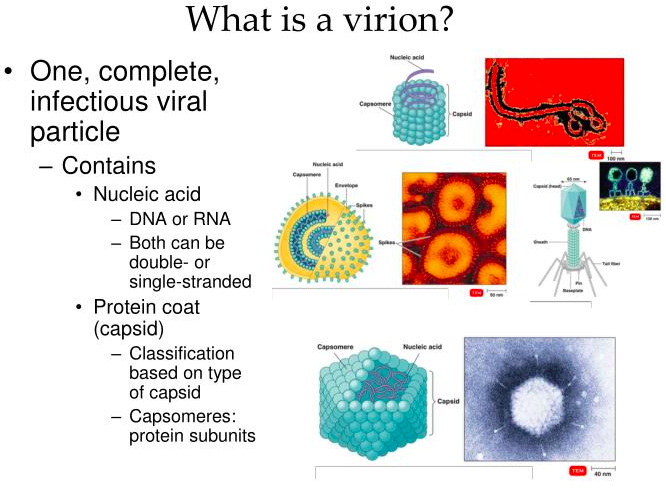 What is a virion?
• One, complete,
infectious viral
particle
– Contains
• Nucleic acid
– DNA or RNA
– Both can be
double- or
single-stranded
• Protein coat
(capsid)
– Classification
based on type
of capsid
– Capsomeres:
protein subunits
Nucleic acid
Capsomere
Capsid
TEM
100 nm
Nucleic acid
Capsomere
Envelope
Spikes
Spikes
TEM
50 nm
65 nm
Capsid (head)
DNA
Sheath
Tail fiber
Pin
Baseplate
TEM
100 nm
Capsomere
Nucleic acid
Capsid
TEM
40 nm